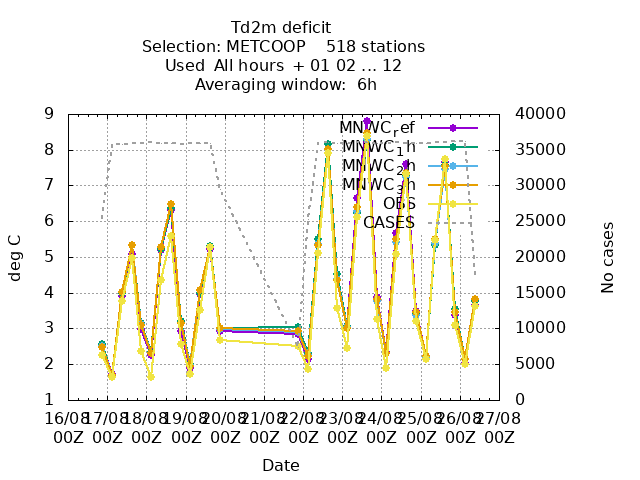 Td2m deficit
Selection: METCOOP 518 stations
Used All hours + 01 02 ... 12
Averaging window: 6h
9 40000
MNWC_ref
MNWC_1h
8 35000
MNWC_2h
MNWC_3h
7 30000
OBS
CASES
6 25000
5 20000
4 15000
3 10000
2 5000
1 0
deg C
No cases
16/08 17/08 18/08 19/08 20/08 21/08 22/08 23/08 24/08 25/08 26/08 27/08
00Z 00Z 00Z 00Z 00Z 00Z 00Z 00Z 00Z 00Z 00Z 00Z
Date